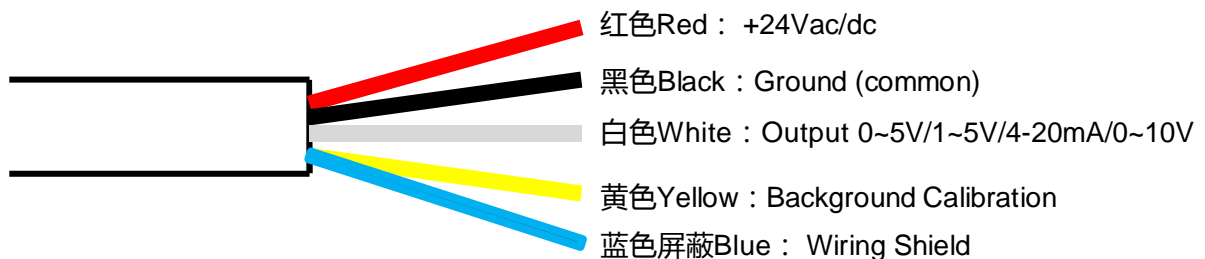 红色Red： +24Vac/dc
黑色Black：Ground (common)
白色White：Output 0~5V/1~5V/4-20mA/0~10V
黄色Yellow：Background Calibration
蓝色屏蔽Blue： Wiring Shield